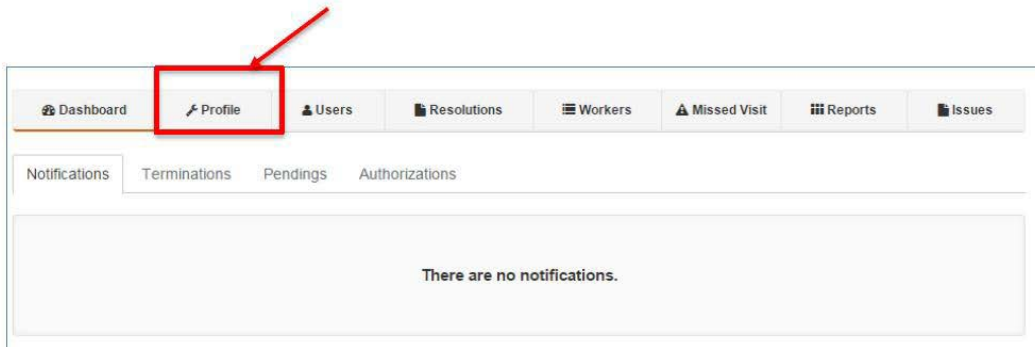 Dashboard Profile Users Resolutions Workers Missed Visit Reports Issues
Notifications Terminations Pendings Authorizations
There are no notifications.